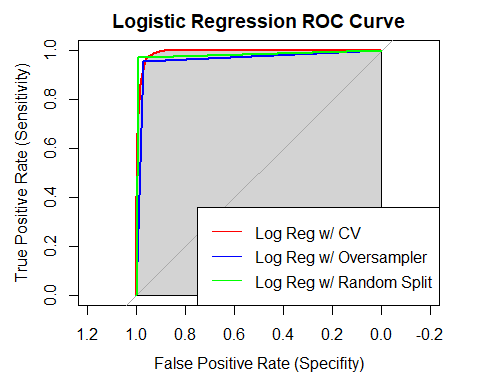 Logistic Regression ROC Curve
True Positive Rate (Sensitivity)
1.0
0.8
0.6
0.4
0.2
0.0
Log Reg w/ CV
Log Reg w/ Oversampler
Log Reg w/ Random Split
1.2 1.0 0.8 0.6 0.4 0.2 0.0 -0.2
False Positive Rate (Specifity)